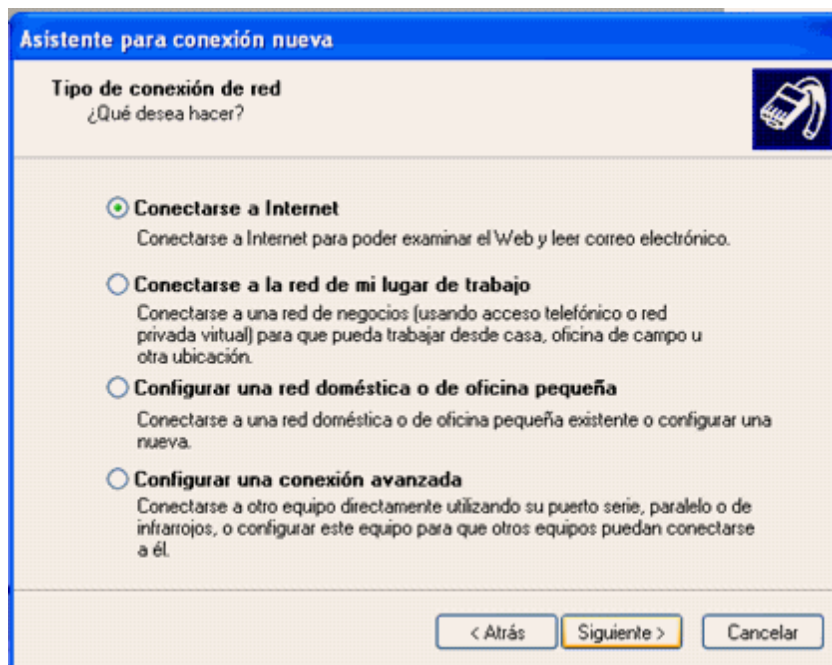 Asistente para conexión nueva
Tipo de conexión de red
¿Qué desea hacer?
Conectarse a Internet
Conectarse a Internet para poder examinar el Web y leer correo electrónico.
Conectarse a la red de mi lugar de trabajo
Conectarse a una red de negocios (usando acceso telefónico o red
privada virtual) para que pueda trabajar desde casa, oficina de campo u
otra ubicación.
Configurar una red doméstica o de oficina pequeña
Conectarse a una red doméstica o de oficina pequeña existente o configurar una
nueva.
Configurar una conexión avanzada
Conectarse a otro equipo directamente utilizando su puerto serie, paralelo o de
infrarrojos, o configurar este equipo para que otros equipos puedan conectarse
a él.
< Atrás Siguiente > Cancelar